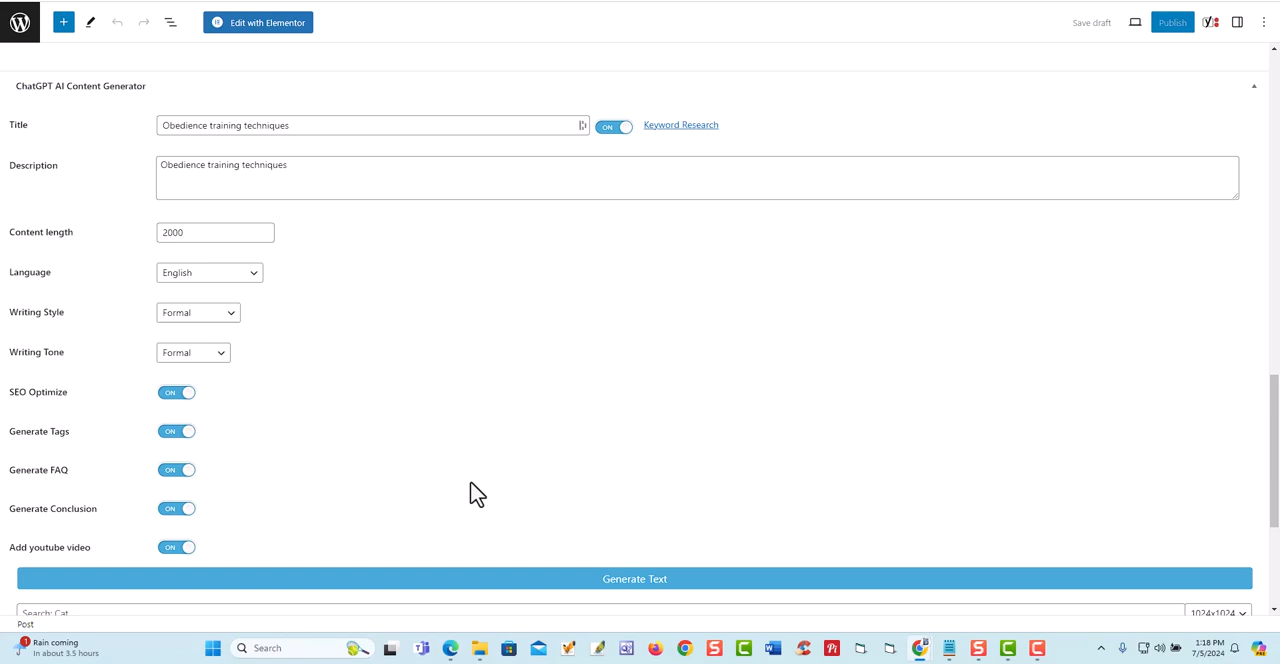 + Edit with Elementor Save draft Publish
ChatGPT AI Content Generator
Title Obedience training techniques ON Keyword Research
Description Obedience training techniques
Content length 2000
Language English
Writing Style Formal
Writing Tone Formal
SEO Optimize ON
Generate Tags ON
Generate FAQ ON
Generate Conclusion ON
Add youtube video ON
Generate Text
Search: Cat 1024x1024
Post
1 Rain coming
In about 3.5 hours
Search
1:18 PM
7/5/2024